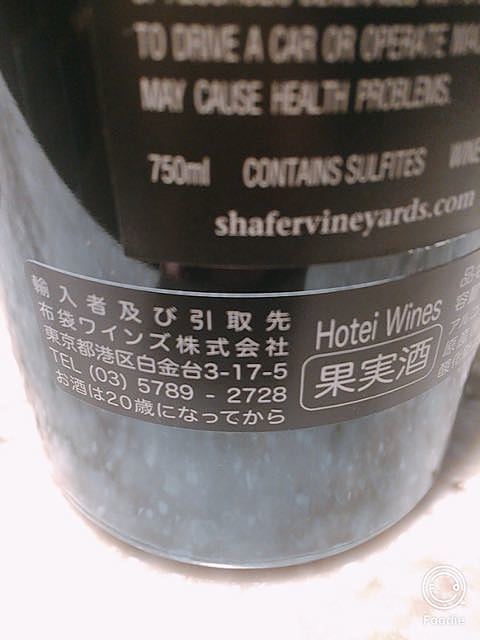 TO DRIVE A CAR OR OPERATE
MAY CAUSE HEALTH PROBLEMS.
750ml CONTAINS SULFITES WINE
shafervineyards.com
輸入者及び引取先
布袋ワインズ株式会社
東京都港区白金台3-17-5
TEL (03) 5789 - 2728
お酒は20歳になってから
Hotei Wines
果実酒
Foodie